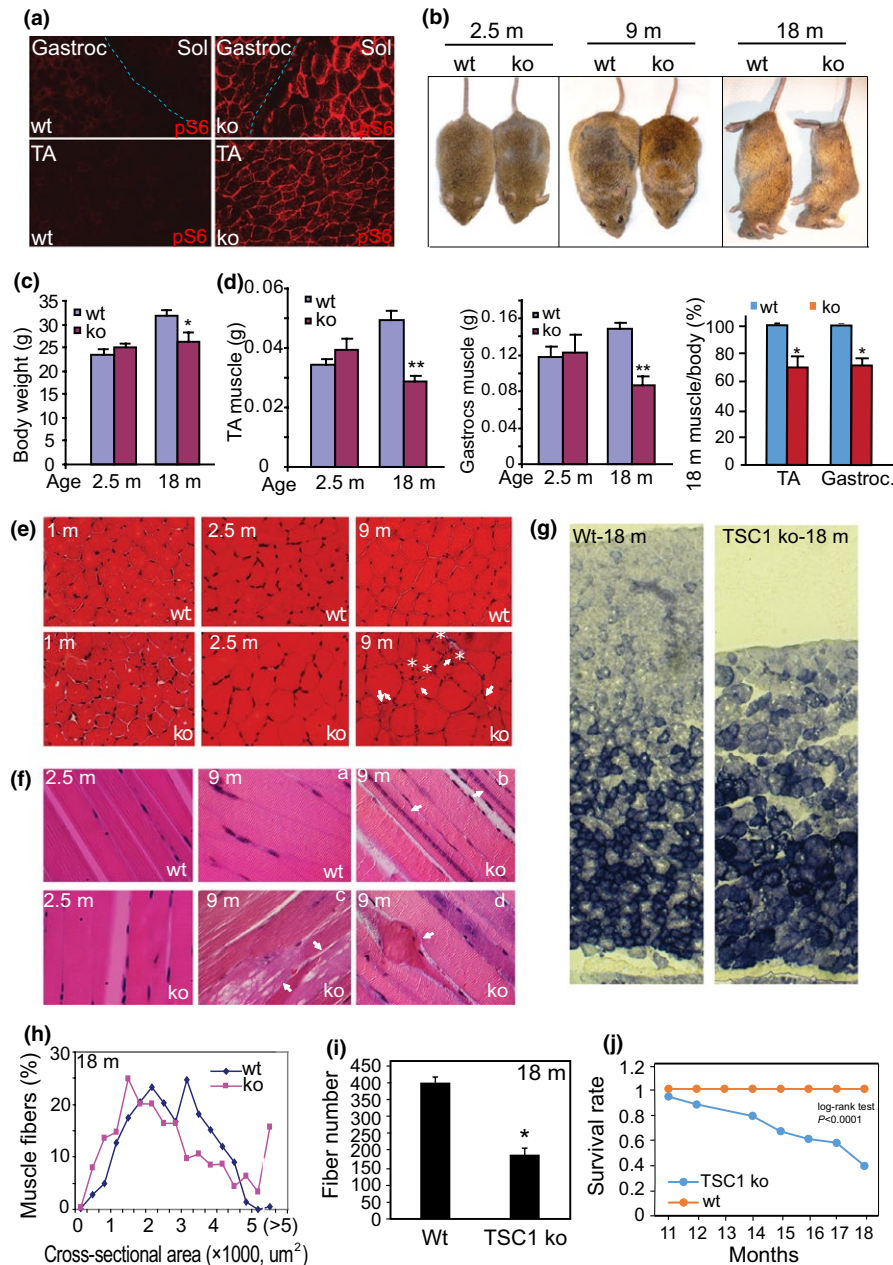 (a)
Gastroc Sol Gastroc Sol
wt pS6 ko pS6
TA TA
wt pS6 ko pS6
(b)
2.5 m 9 m 18 m
wt ko wt ko wt ko
(c)
Body weight (g)
40
35
30
25
20
15
10
5
0
wt
ko
*
Age 2.5 m 18 m
(d)
TA muscle (g)
0.06
0.04
0.02
0
wt
ko
**
Age 2.5 m 18 m
Gastrocs muscle (g)
0.2
0.16
0.12
0.08
0.04
0
wt
ko
**
Age 2.5 m 18 m
18 m muscle/body (%)
100
80
60
40
20
0
wt ko
* *
TA Gastroc.
(e)
1 m 2.5 m 9 m
wt wt wt
1 m 2.5 m 9 m
* * * * *
ko ko ko
(f)
2.5 m 9 m a 9 m b
wt wt ko
2.5 m 9 m c 9 m d
ko ko ko
(g)
Wt-18 m TSC1 ko-18 m
(h)
Muscle fibers (%)
30
20
10
0
18 m
wt
ko
0 1 2 3 4 5 (>5)
Cross-sectional area (×1000, um²)
(i)
Fiber number
450
400
350
300
250
200
150
100
50
0
18 m
*
Wt TSC1 ko
(j)
Survival rate
1.2
1
0.8
0.6
0.4
0.2
0
log-rank test
P<0.0001
TSC1 ko
wt
11 12 13 14 15 16 17 18
Months